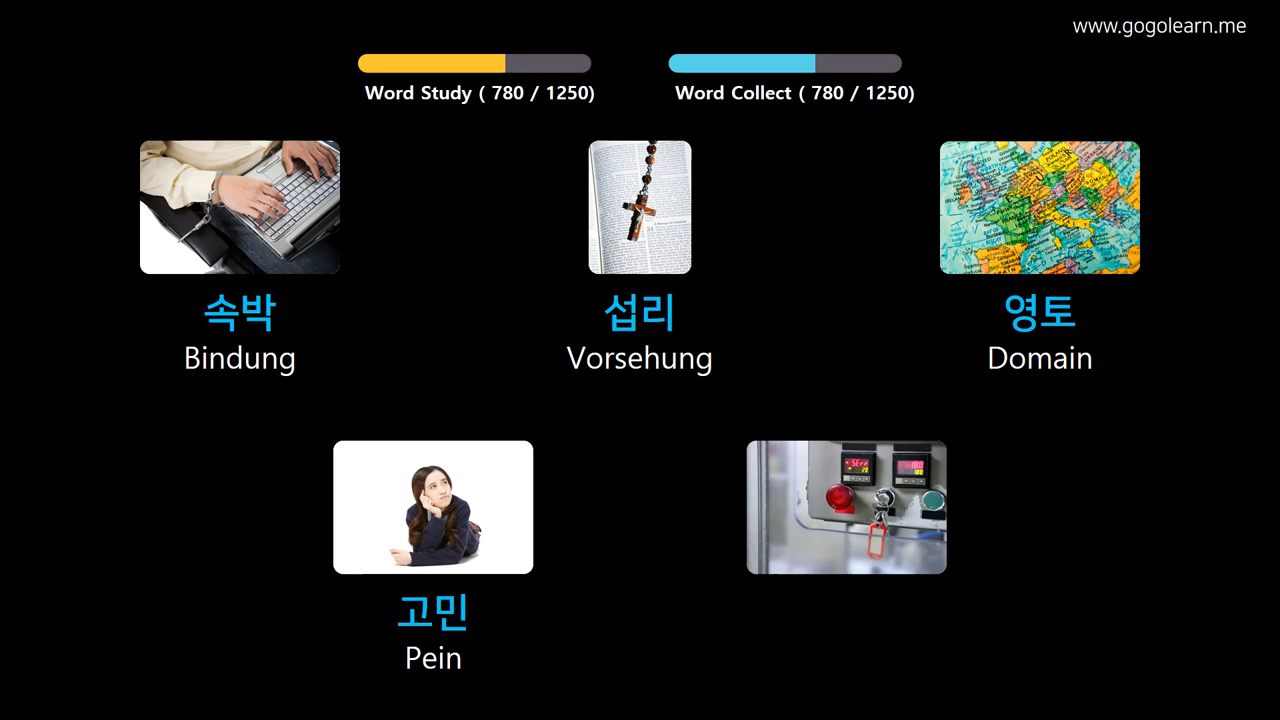 www.gogolearn.me
Word Study ( 780 / 1250)
Word Collect ( 780 / 1250)
속박
Bindung
섭리
Vorsehung
영토
Domain
고민
Pein